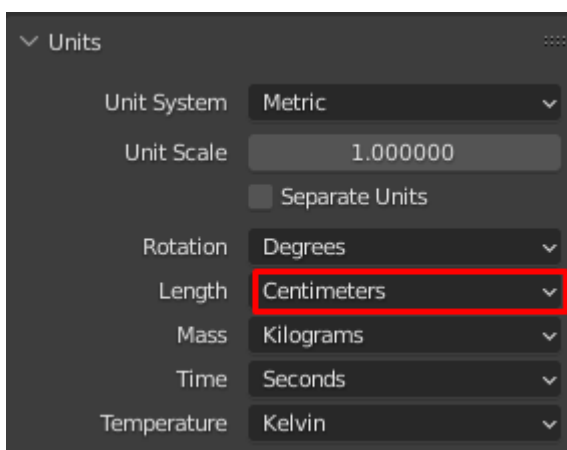 Units
Unit System Metric
Unit Scale 1.000000
Separate Units
Rotation Degrees
Length Centimeters
Mass Kilograms
Time Seconds
Temperature Kelvin